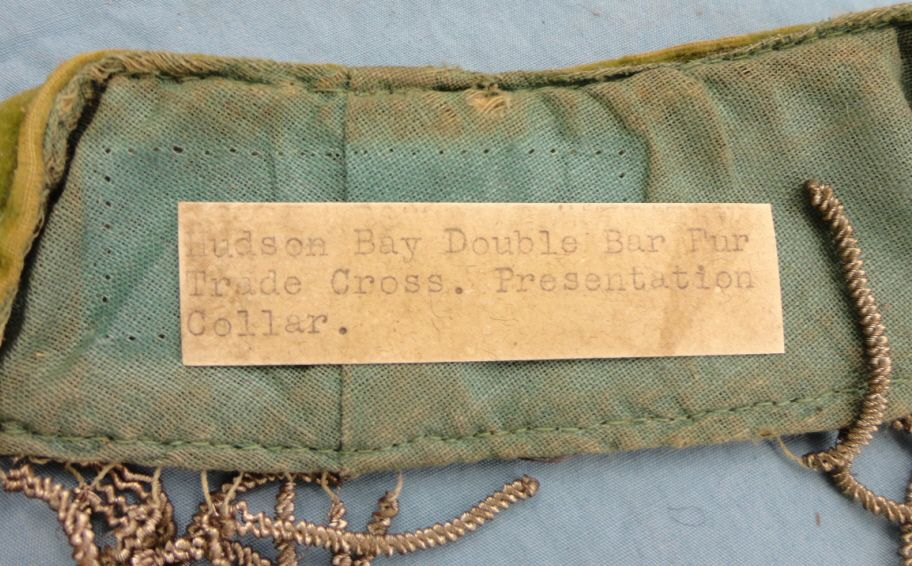 Hudson Bay Double Bar Fur
Trade Cross. Presentation
Collar.